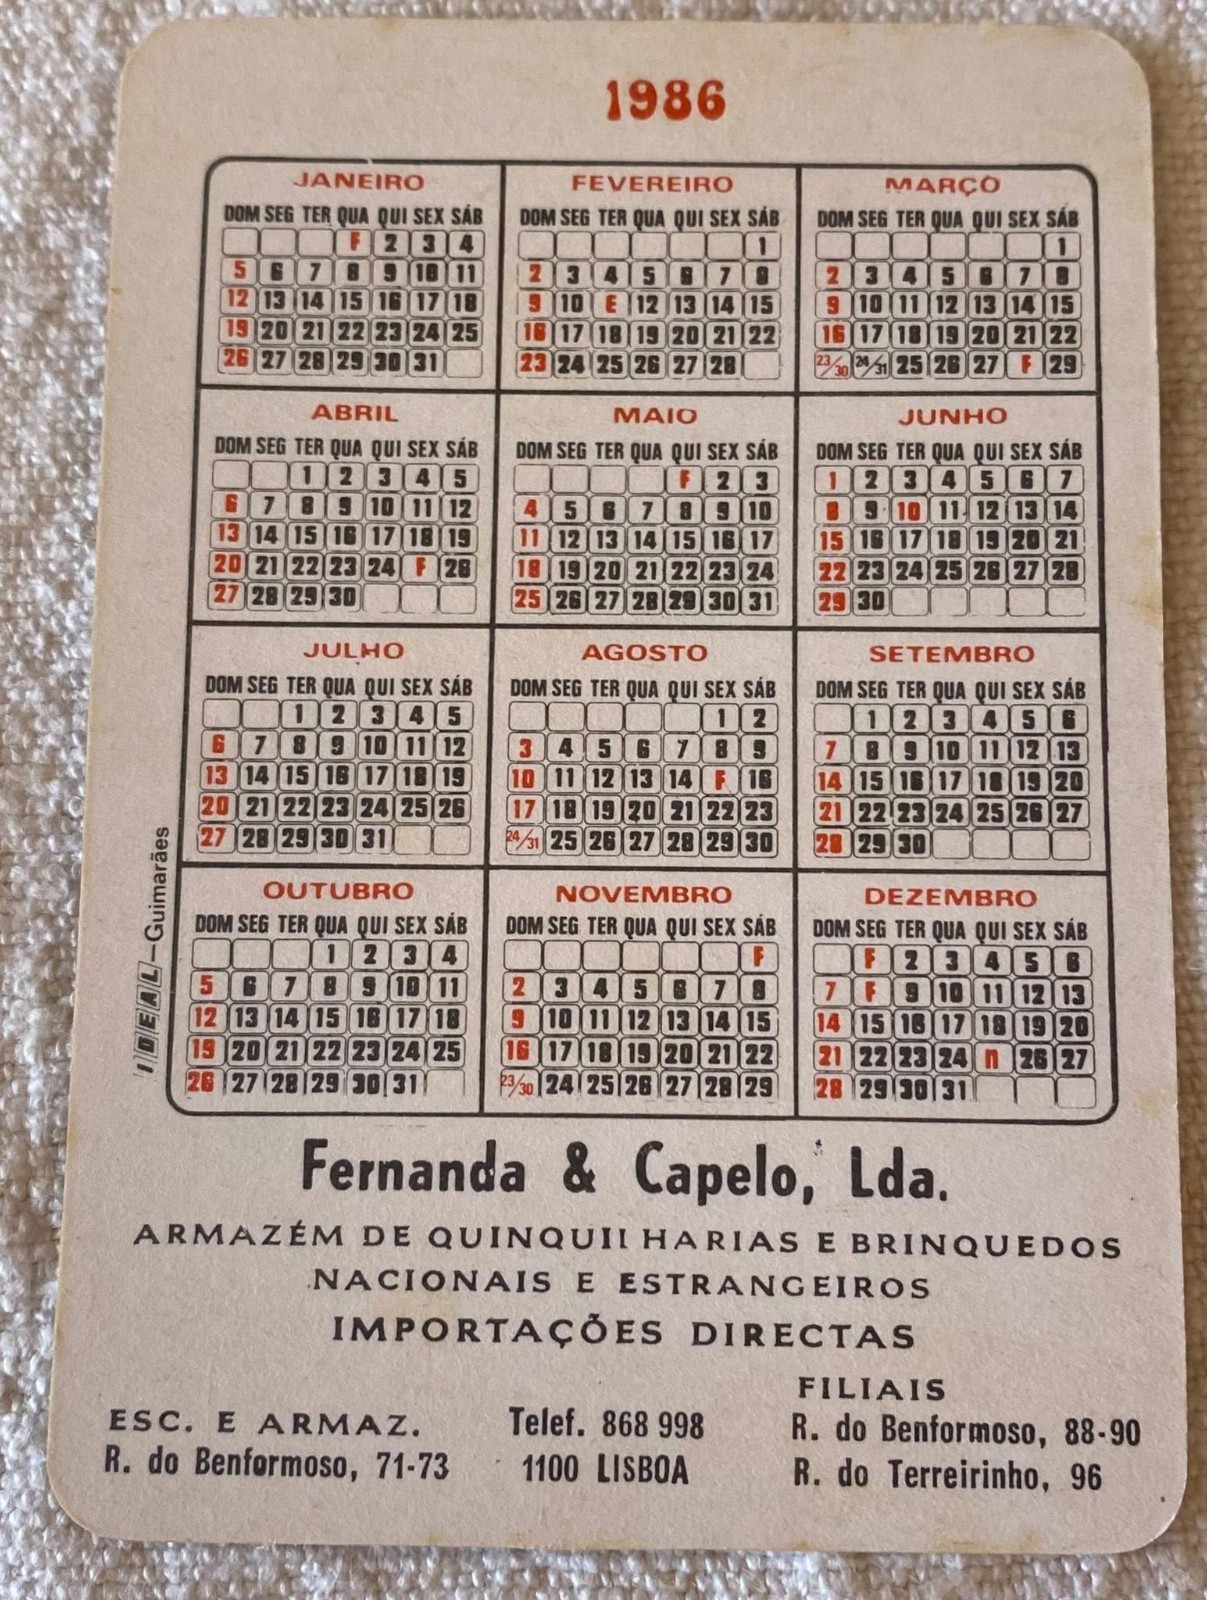 1986
JANEIRO
DOM SEG TER QUA QUI SEX SÁB
F 2 3 4
5 6 7 8 9 10 11
12 13 14 15 16 17 18
19 20 21 22 23 24 25
26 27 28 29 30 31
FEVEREIRO
DOM SEG TER QUA QUI SEX SÁB
1
2 3 4 5 6 7 8
9 10 E 12 13 14 15
16 17 18 19 20 21 22
23 24 25 26 27 28
MARÇO
DOM SEG TER QUA QUI SEX SÁB
1
2 3 4 5 6 7 8
9 10 11 12 13 14 15
16 17 18 19 20 21 22
23/30 24/31 25 26 27 F 29
ABRIL
DOM SEG TER QUA QUI SEX SÁB
1 2 3 4 5
6 7 8 9 10 11 12
13 14 15 16 17 18 19
20 21 22 23 24 F 26
27 28 29 30
MAIO
DOM SEG TER QUA QUI SEX SÁB
F 2 3
4 5 6 7 8 9 10
11 12 13 14 15 16 17
18 19 20 21 22 23 24
25 26 27 28 29 30 31
JUNHO
DOM SEG TER QUA QUI SEX SÁB
1 2 3 4 5 6 7
8 9 10 11 12 13 14
15 16 17 18 19 20 21
22 23 24 25 26 27 28
29 30
JULHO
DOM SEG TER QUA QUI SEX SÁB
1 2 3 4 5
6 7 8 9 10 11 12
13 14 15 16 17 18 19
20 21 22 23 24 25 26
27 28 29 30 31
AGOSTO
DOM SEG TER QUA QUI SEX SÁB
1 2
3 4 5 6 7 8 9
10 11 12 13 14 F 16
17 18 19 20 21 22 23
24/31 25 26 27 28 29 30
SETEMBRO
DOM SEG TER QUA QUI SEX SÁB
1 2 3 4 5 6
7 8 9 10 11 12 13
14 15 16 17 18 19 20
21 22 23 24 25 26 27
28 29 30
OUTUBRO
DOM SEG TER QUA QUI SEX SÁB
1 2 3 4
5 6 7 8 9 10 11
12 13 14 15 16 17 18
19 20 21 22 23 24 25
26 27 28 29 30 31
NOVEMBRO
DOM SEG TER QUA QUI SEX SÁB
F
2 3 4 5 6 7 8
9 10 11 12 13 14 15
16 17 18 19 20 21 22
23/30 24 25 26 27 28 29
DEZEMBRO
DOM SEG TER QUA QUI SEX SÁB
F 2 3 4 5 6
7 F 9 10 11 12 13
14 15 16 17 18 19 20
21 22 23 24 n 26 27
28 29 30 31
IDEAL—Guimarães
Fernanda & Capelo, Lda.
ARMAZÉM DE QUINQUILHARIAS E BRINQUEDOS
NACIONAIS E ESTRANGEIROS
IMPORTAÇÕES DIRECTAS
FILIAIS
ESC. E ARMAZ. Telef. 868 998 R. do Benformoso, 88-90
R. do Benformoso, 71-73 1100 LISBOA R. do Terreirinho, 96